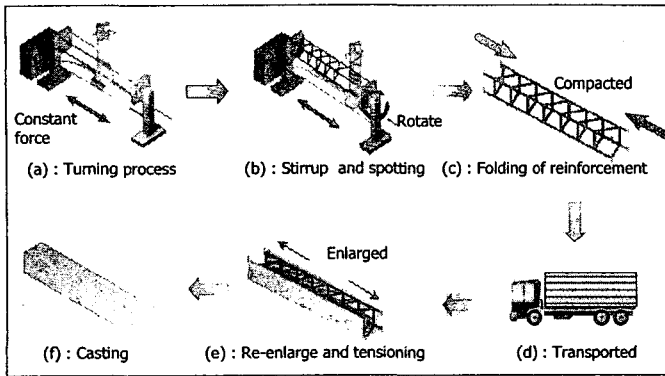 Constant
force
(a) : Turning process
Rotate
(b) : Stirrup and spotting
Compacted
(c) : Folding of reinforcement
(d) : Transported
Enlarged
(e) : Re-enlarge and tensioning
(f) : Casting